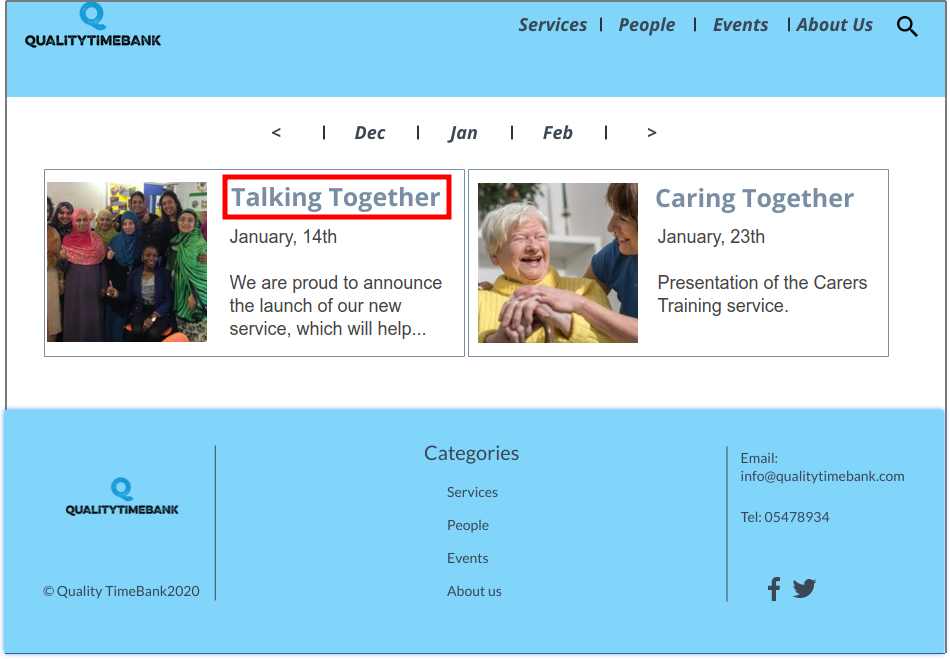 QUALITYTIMEBANK
Services | People | Events | About Us
< | Dec | Jan | Feb | >
Talking Together
January, 14th
We are proud to announce
the launch of our new
service, which will help...
Caring Together
January, 23th
Presentation of the Carers
Training service.
QUALITYTIMEBANK
© Quality TimeBank2020
Categories
Services
People
Events
About us
Email:
info@qualitytimebank.com
Tel: 05478934